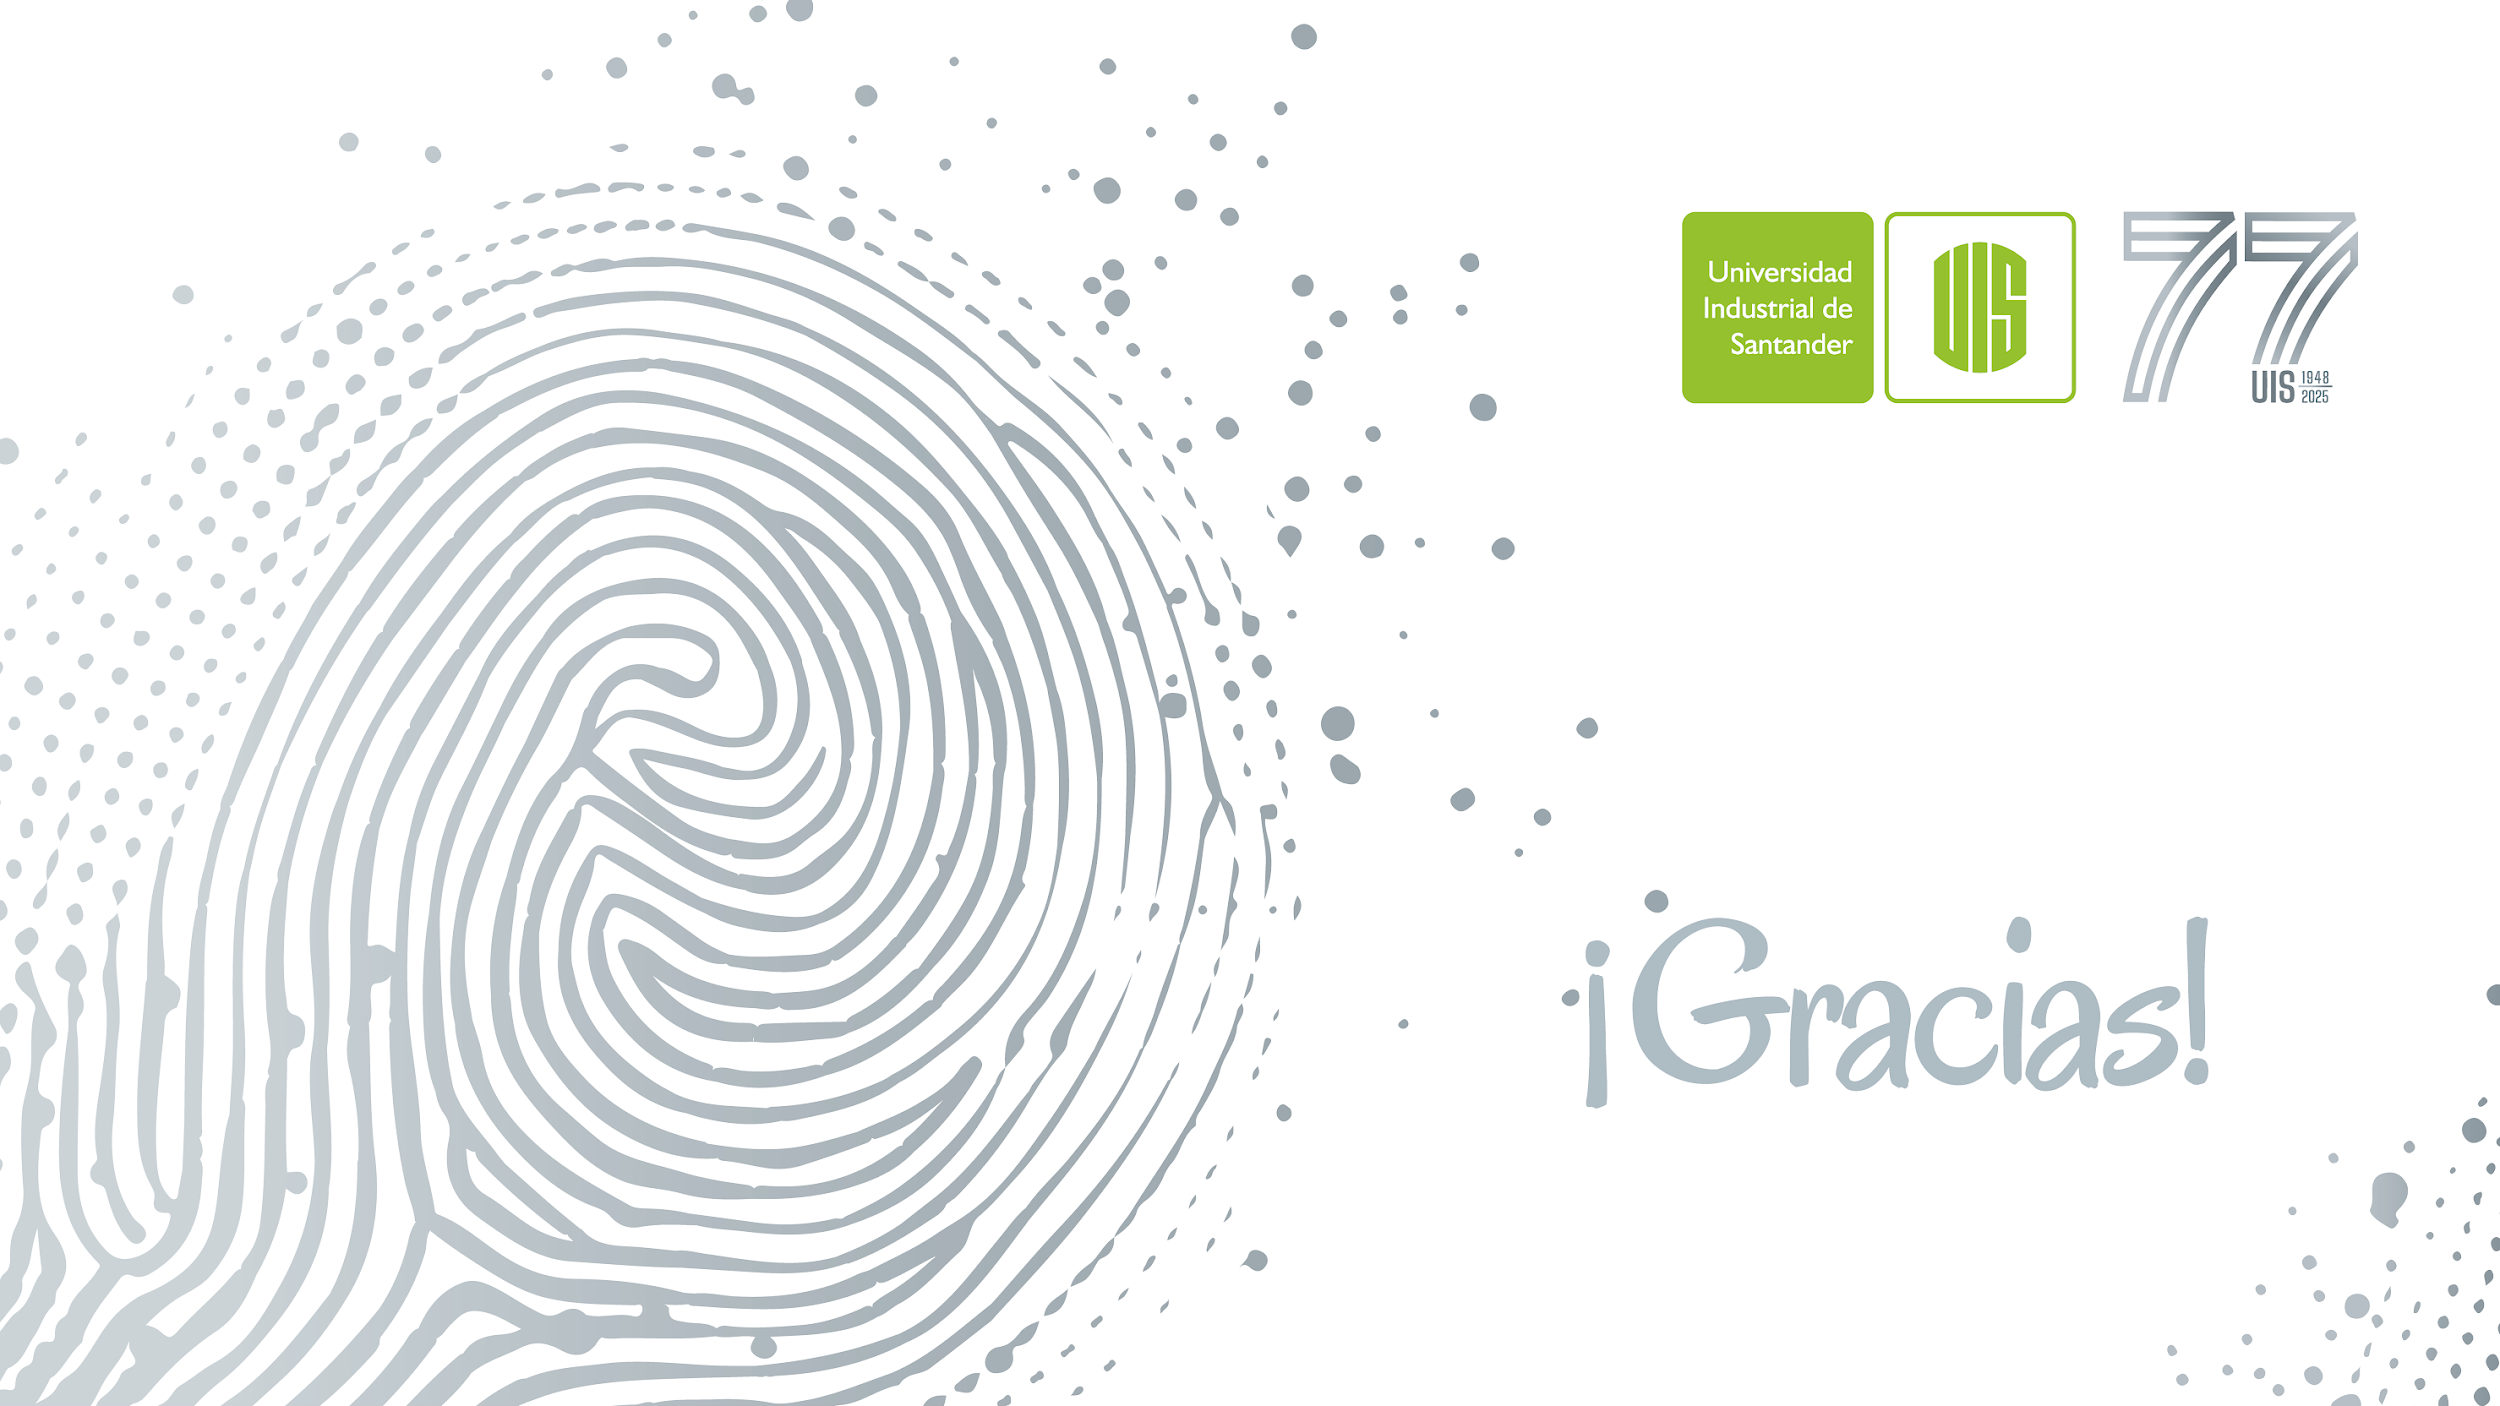 Universidad
Industrial de
Santander
UIS
77
UIS 1948
2025
¡Gracias!